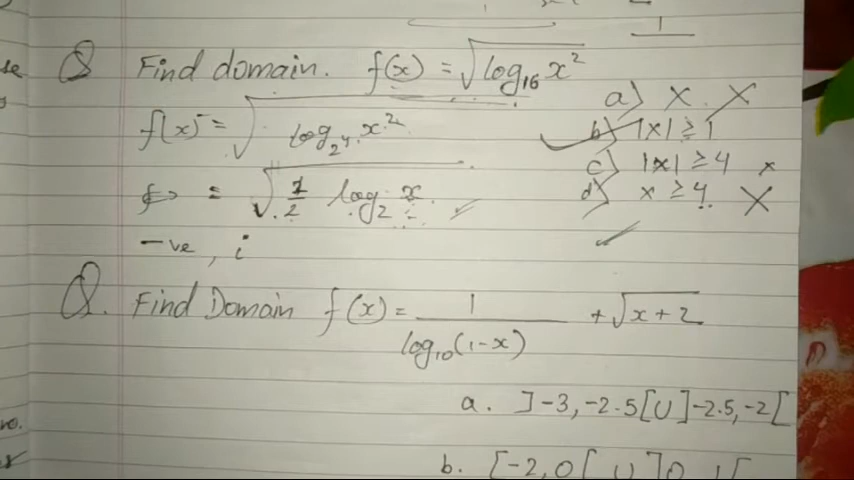 Q Find domain. f(x) = √log₁₆ x²
a) x
f(x) = √log₂⁴ x²
b) |x| ≥ 1
c) |x| ≥ 4
= √1/2 log₂ x
d) x ≥ 4
-ve, i
Q. Find Domain f(x) = 1/log₁₀(1-x) + √x+2
a. ]-3, -2.5[ U ]-2.5, -2[
b. [-2, 0[ U ]0, 1[